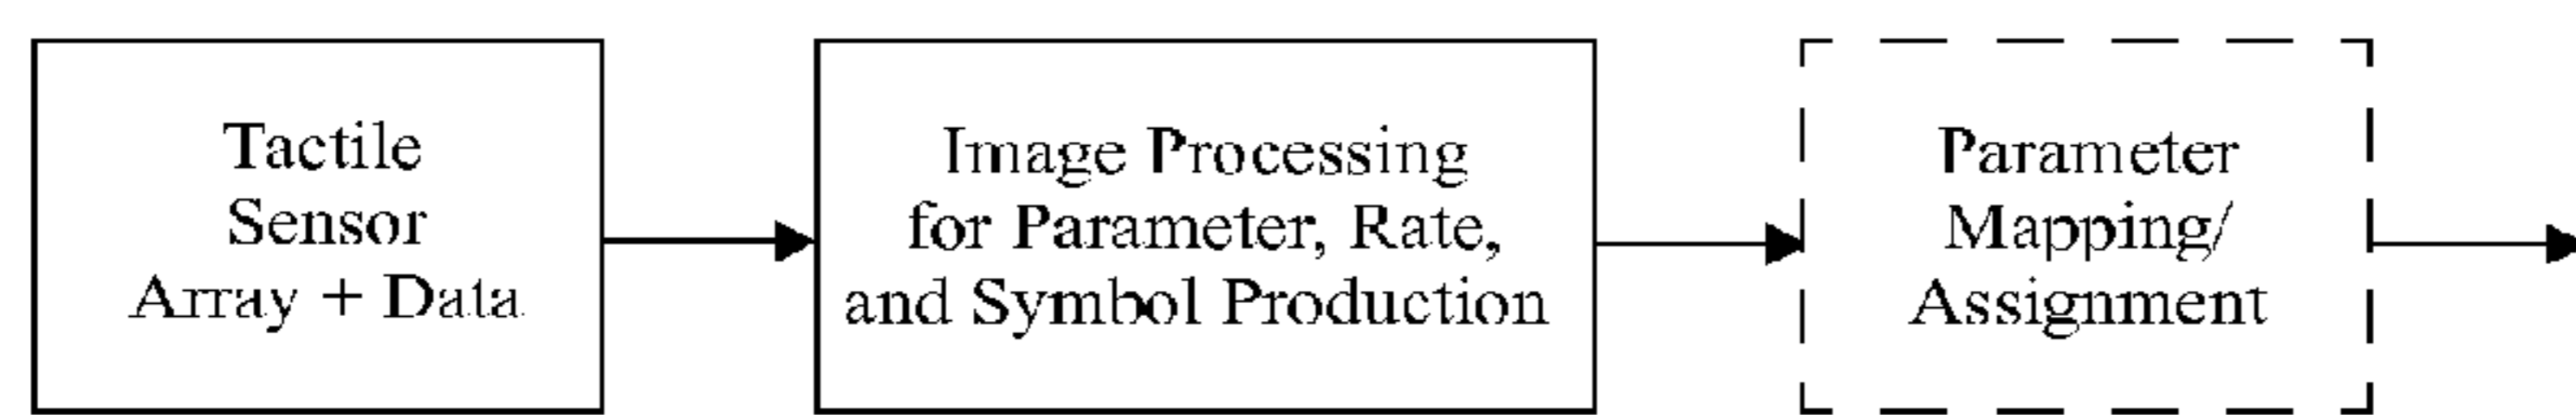 Tactile
Sensor
Array + Data
Image Processing
for Parameter, Rate,
and Symbol Production
Parameter
Mapping/
Assignment